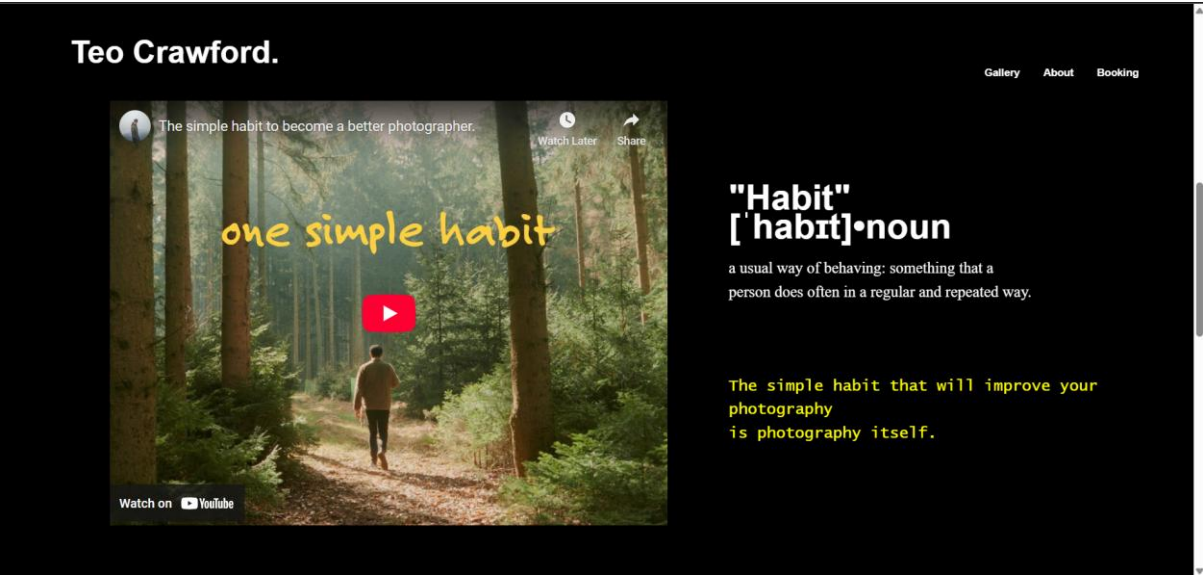 Teo Crawford.
Gallery About Booking
The simple habit to become a better photographer.
Watch Later Share
one simple habit
Watch on YouTube
"Habit"
[ˈhabɪt]•noun
a usual way of behaving: something that a
person does often in a regular and repeated way.
The simple habit that will improve your
photography
is photography itself.